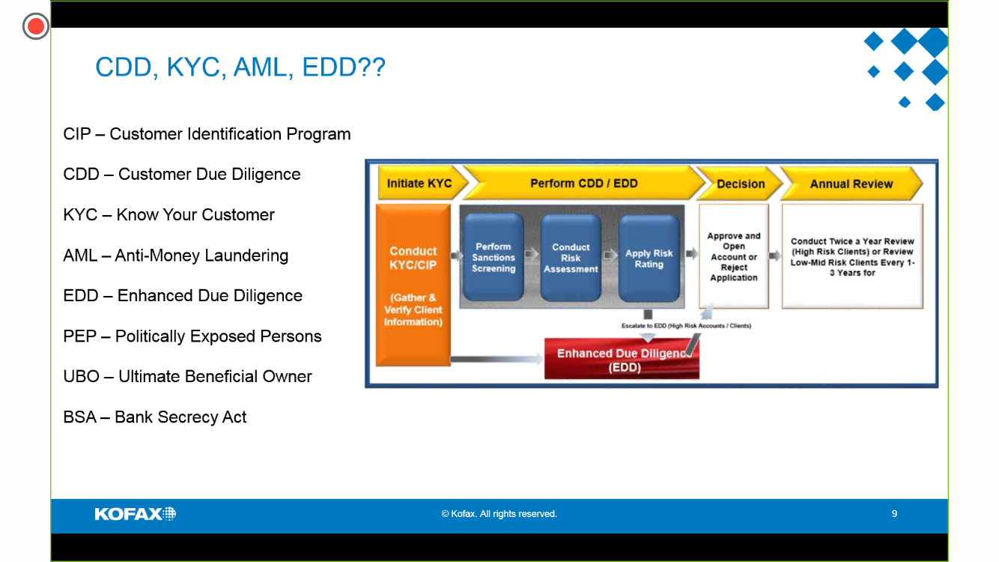 CDD, KYC, AML, EDD??
CIP – Customer Identification Program
CDD – Customer Due Diligence
KYC – Know Your Customer
AML – Anti-Money Laundering
EDD – Enhanced Due Diligence
PEP – Politically Exposed Persons
UBO – Ultimate Beneficial Owner
BSA – Bank Secrecy Act
Initiate KYC
Perform CDD / EDD
Decision
Annual Review
Conduct
KYC/CIP
(Gather &
Verify Client
Information)
Perform
Sanctions
Screening
Conduct
Risk
Assessment
Apply Risk
Rating
Approve and
Open
Account or
Reject
Application
Conduct Twice a Year Review
(High Risk Clients) or Review
Low-Mid Risk Clients Every 1-
3 Years for
Escalate to EDD (High Risk Accounts / Clients)
Enhanced Due Diligence
(EDD)
KOFAX
© Kofax. All rights reserved.
9